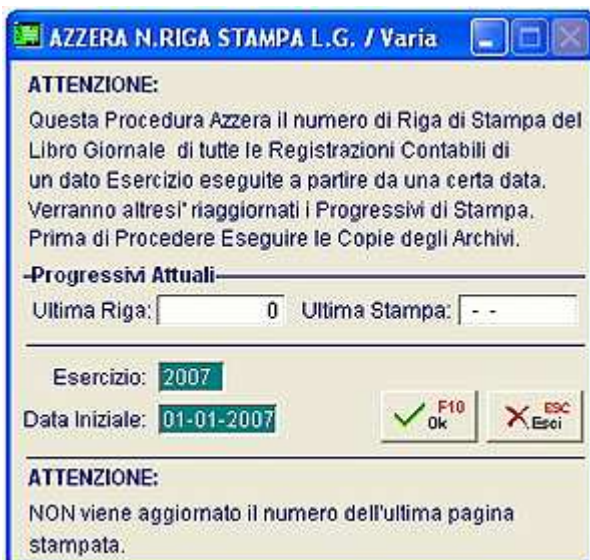 AZZERA N.RIGA STAMPA L.G. / Varia
ATTENZIONE:
Questa Procedura Azzera il numero di Riga di Stampa del
Libro Giornale di tutte le Registrazioni Contabili di
un dato Esercizio eseguite a partire da una certa data.
Verranno altresi' riaggiornati i Progressivi di Stampa.
Prima di Procedere Eseguire le Copie degli Archivi.
Progressivi Attuali
Ultima Riga: 0 Ultima Stampa: - -
Esercizio: 2007
Data Iniziale: 01-01-2007 F10 Ok ESC Esci
ATTENZIONE:
NON viene aggiornato il numero dell'ultima pagina
stampata.